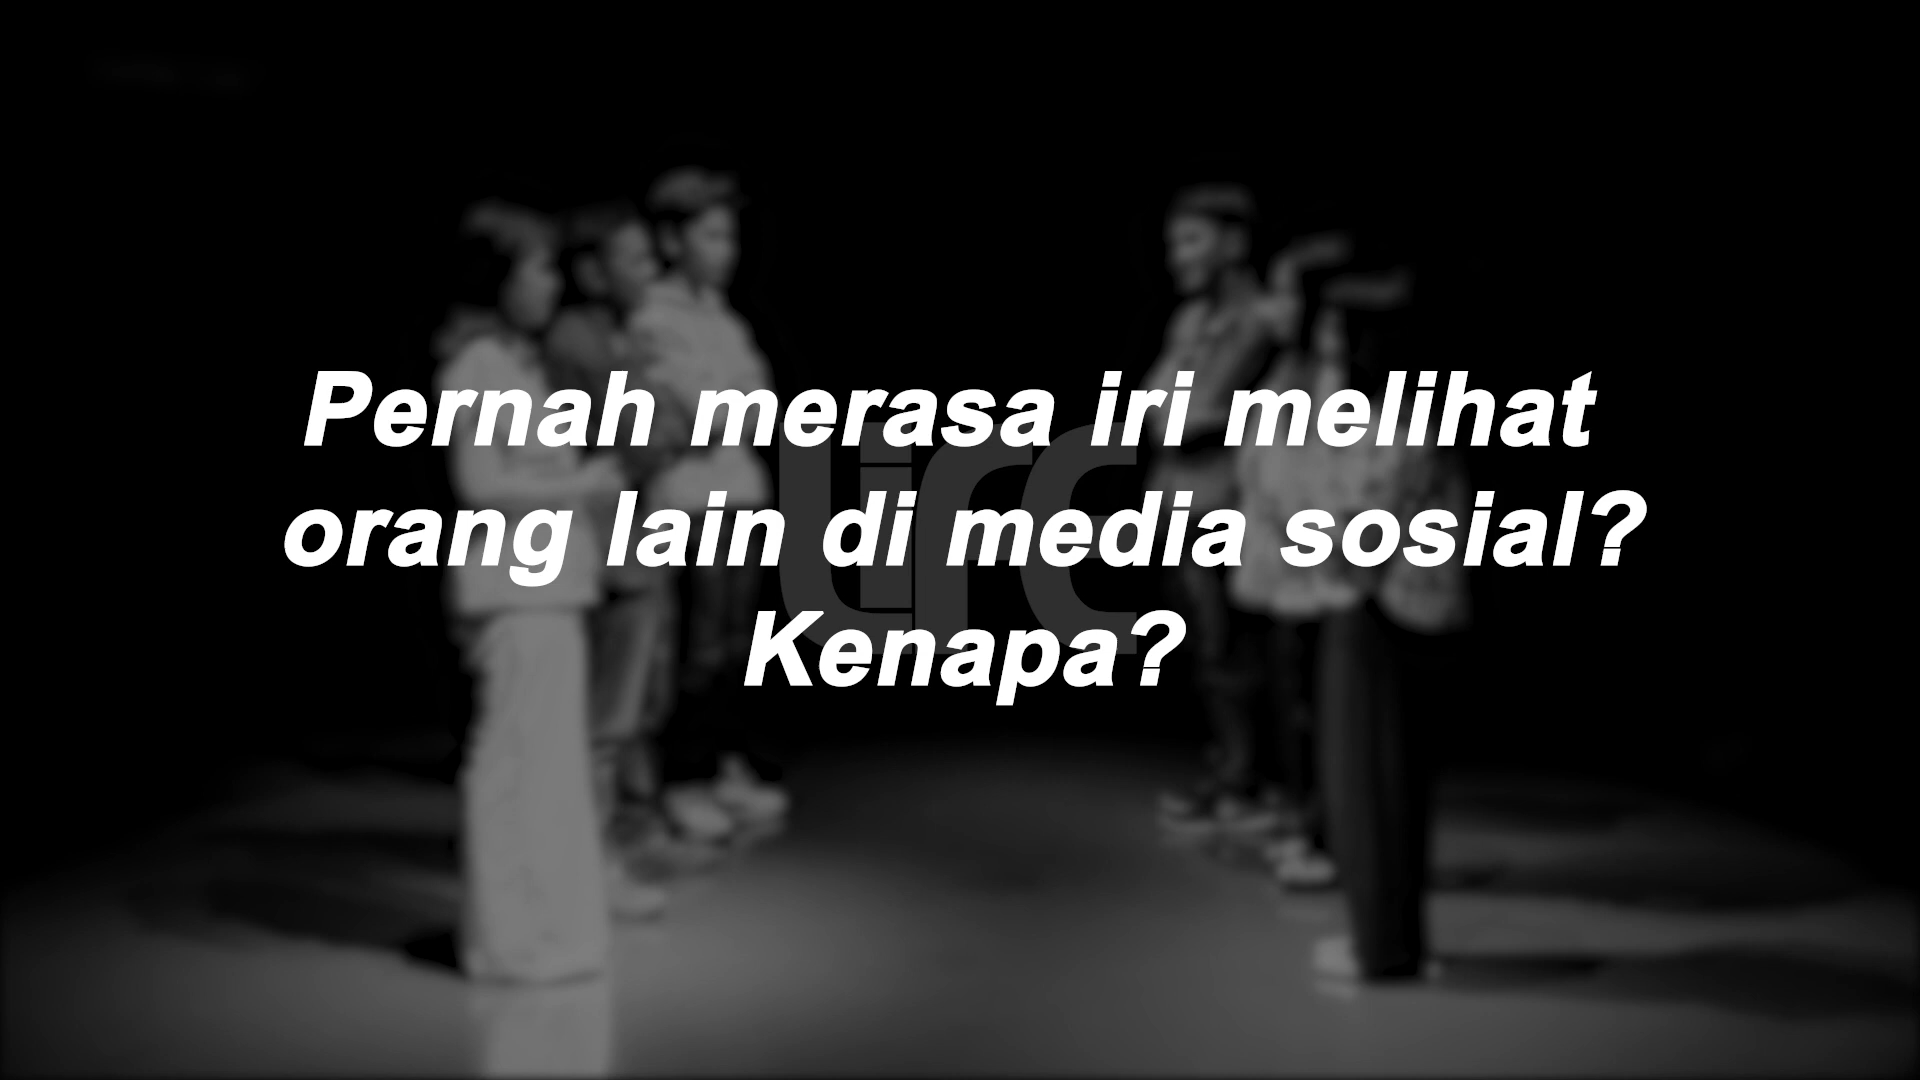 Pernah merasa iri melihat
orang lain di media sosial?
Kenapa?